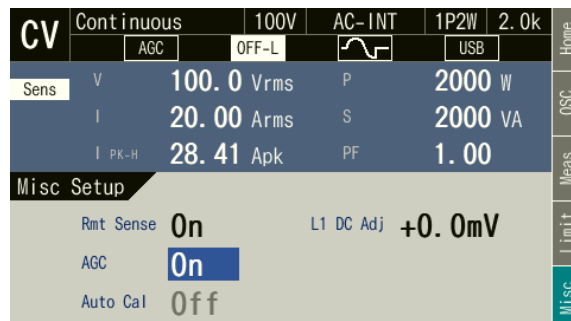 CV Continuous 100V AC-INT 1P2W 2.0k
AGC OFF-L USB
Sens
V 100.0 Vrms P 2000 W
I 20.00 Arms S 2000 VA
I PK-H 28.41 Apk PF 1.00
Misc Setup
Rmt Sense On L1 DC Adj +0.0mV
AGC On
Auto Cal Off
Home
OSC
Meas
Limit
Misc